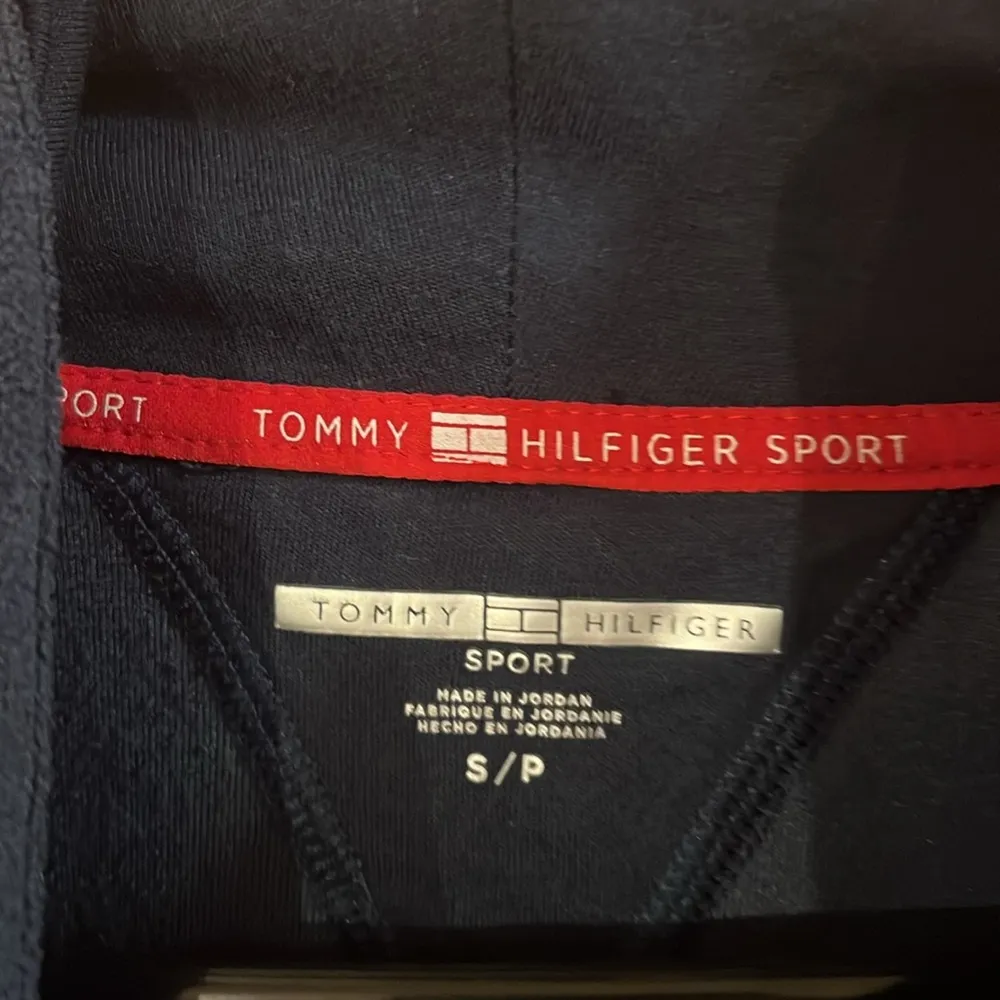 PORT TOMMY HILFIGER SPORT
TOMMY HILFIGER
SPORT
MADE IN JORDAN
FABRIQUE EN JORDANIE
HECHO EN JORDANIA
S/P